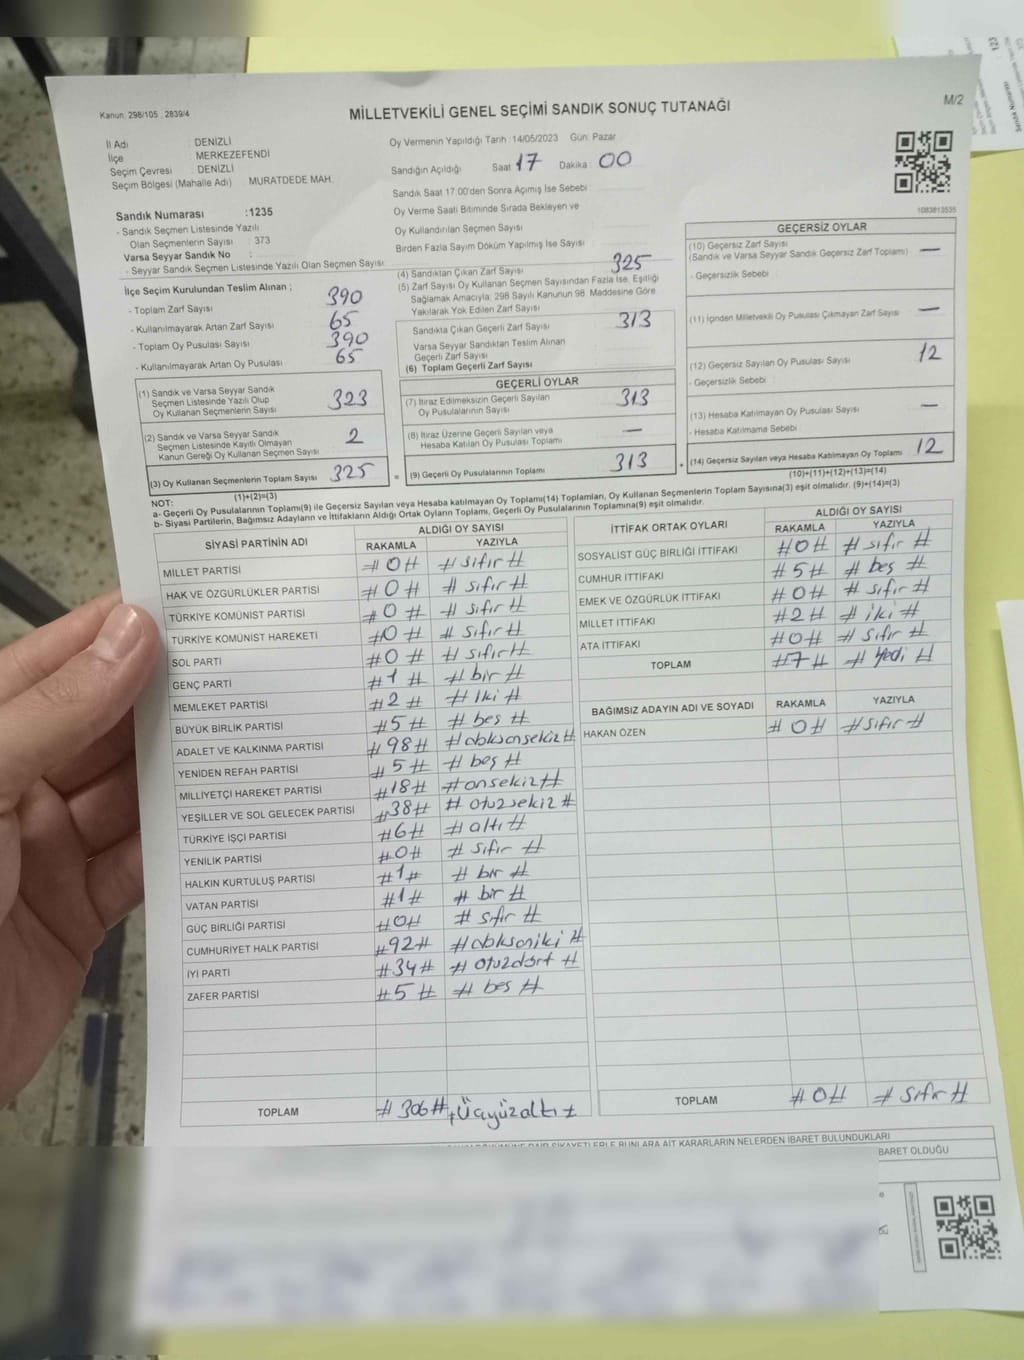 Kanun: 298/105 , 2839/4
MİLLETVEKİLİ GENEL SEÇİMİ SANDIK SONUÇ TUTANAĞI
M/2
İl Adı : DENİZLİ
İlçe : MERKEZEFENDİ
Seçim Çevresi : DENİZLİ
Seçim Bölgesi (Mahalle Adı) : MURATDEDE MAH.
Sandık Numarası :1235
- Sandık Seçmen Listesinde Yazılı
Olan Seçmenlerin Sayısı : 373
Varsa Seyyar Sandık No :
- Seyyar Sandık Seçmen Listesinde Yazılı Olan Seçmen Sayısı:
Oy Vermenin Yapıldığı Tarih : 14/05/2023 Gün: Pazar
Sandığın Açıldığı Saat : 17 Dakika : 00
Sandık Saat 17:00'den Sonra Açımış İse Sebebi :
Oy Verme Saati Bitiminde Sırada Bekleyen ve
Oy Kullandırılan Seçmen Sayısı :
Birden Fazla Sayım Döküm Yapılmış İse Sayısı :
1083813535
İlçe Seçim Kurulundan Teslim Alınan ;
- Toplam Zarf Sayısı : 390
- Kullanılmayarak Artan Zarf Sayısı : 65
- Toplam Oy Pusulası Sayısı : 390
- Kullanılmayarak Artan Oy Pusulası : 65
(1) Sandık ve Varsa Seyyar Sandık
Seçmen Listesinde Yazılı Olup
Oy Kullanan Seçmenlerin Sayısı : 323
(2) Sandık ve Varsa Seyyar Sandık
Seçmen Listesinde Kayıtlı Olmayan
Kanun Gereği Oy Kullanan Seçmen Sayısı : 2
(3) Oy Kullanan Seçmenlerin Toplam Sayısı : 325
(1)+(2)=(3)
(4) Sandıktan Çıkan Zarf Sayısı : 325
(5) Zarf Sayısı Oy Kullanan Seçmen Sayısından Fazla İse, Eşitliği
Sağlamak Amacıyla; 298 Sayılı Kanunun 98. Maddesine Göre
Yakılarak Yok Edilen Zarf Sayısı :
Sandıkta Çıkan Geçerli Zarf Sayısı : 313
Varsa Seyyar Sandıktan Teslim Alınan
Geçerli Zarf Sayısı :
(6) Toplam Geçerli Zarf Sayısı :
GEÇERLİ OYLAR
(7) İtiraz Edilmeksizin Geçerli Sayılan
Oy Pusulalarının Sayısı : 313
(8) İtiraz Üzerine Geçerli Sayılan veya
Hesaba Katılan Oy Pusulası Toplamı : —
= (9) Geçerli Oy Pusulalarının Toplamı : 313
GEÇERSİZ OYLAR
(10) Geçersiz Zarf Sayısı
(Sandık ve Varsa Seyyar Sandık Geçersiz Zarf Toplamı) : —
- Geçersizlik Sebebi :
(11) İçinden Milletvekili Oy Pusulası Çıkmayan Zarf Sayısı : —
(12) Geçersiz Sayılan Oy Pusulası Sayısı : 12
- Geçersizlik Sebebi :
(13) Hesaba Katılmayan Oy Pusulası Sayısı : —
- Hesaba Katılmama Sebebi :
+ (14) Geçersiz Sayılan veya Hesaba Katılmayan Oy Toplamı : 12
(10)+(11)+(12)+(13)=(14)
NOT:
a- Geçerli Oy Pusulalarının Toplamı(9) ile Geçersiz Sayılan veya Hesaba katılmayan Oy Toplamı(14) Toplamları, Oy Kullanan Seçmenlerin Toplam Sayısına(3) eşit olmalıdır. (9)+(14)=(3)
b- Siyasi Partilerin, Bağımsız Adayların ve İttifakların Aldığı Ortak Oyların Toplamı, Geçerli Oy Pusulalarının Toplamına(9) eşit olmalıdır.
SİYASİ PARTİNİN ADI ALDIĞI OY SAYISI
RAKAMLA YAZIYLA
MİLLET PARTİSİ #0# #sıfır#
HAK VE ÖZGÜRLÜKLER PARTİSİ #0# #sıfır#
TÜRKİYE KOMÜNİST PARTİSİ #0# #sıfır#
TÜRKİYE KOMÜNİST HAREKETİ #0# #sıfır#
SOL PARTİ #0# #sıfır#
GENÇ PARTİ #1# #bir#
MEMLEKET PARTİSİ #2# #iki#
BÜYÜK BİRLİK PARTİSİ #5# #beş#
ADALET VE KALKINMA PARTİSİ #98# #doksansekiz#
YENİDEN REFAH PARTİSİ #5# #beş#
MİLLİYETÇİ HAREKET PARTİSİ #18# #onsekiz#
YEŞİLLER VE SOL GELECEK PARTİSİ #38# #otuzsekiz#
TÜRKİYE İŞÇİ PARTİSİ #6# #altı#
YENİLİK PARTİSİ #0# #sıfır#
HALKIN KURTULUŞ PARTİSİ #1# #bir#
VATAN PARTİSİ #1# #bir#
GÜÇ BİRLİĞİ PARTİSİ #0# #sıfır#
CUMHURİYET HALK PARTİSİ #92# #doksaniki#
İYİ PARTİ #34# #otuzdört#
ZAFER PARTİSİ #5# #beş#
TOPLAM #306# #Üçyüzaltı#
İTTİFAK ORTAK OYLARI ALDIĞI OY SAYISI
RAKAMLA YAZIYLA
SOSYALİST GÜÇ BİRLİĞİ İTTİFAKI #0# #sıfır#
CUMHUR İTTİFAKI #5# #beş#
EMEK VE ÖZGÜRLÜK İTTİFAKI #0# #sıfır#
MİLLET İTTİFAKI #2# #iki#
ATA İTTİFAKI #0# #sıfır#
TOPLAM #7# #Yedi#
BAĞIMSIZ ADAYIN ADI VE SOYADI RAKAMLA YAZIYLA
HAKAN ÖZEN #0# #sıfır#
TOPLAM #0# #sıfır#
ŞİKAYETLERLE BUNLARA AİT KARARLARIN NELERDEN İBARET BULUNDUKLARI
BARET OLDUĞU